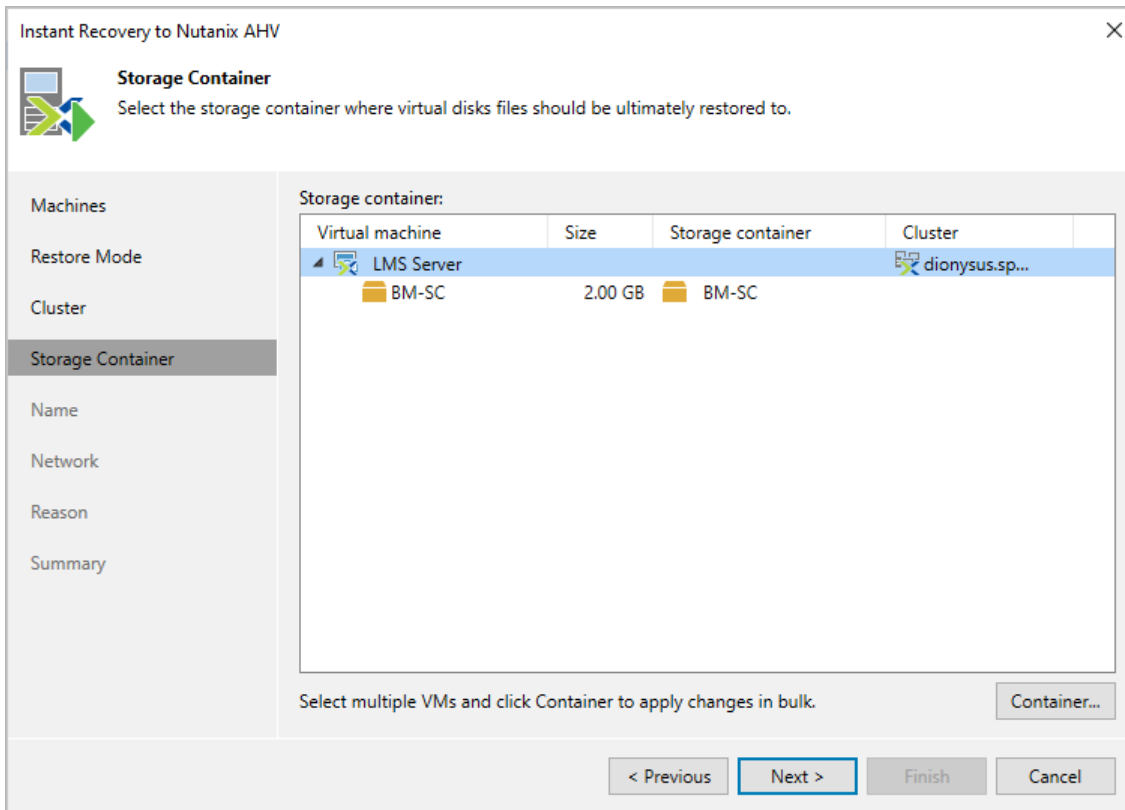 Instant Recovery to Nutanix AHV
Storage Container
Select the storage container where virtual disks files should be ultimately restored to.
Machines
Restore Mode
Cluster
Storage Container
Name
Network
Reason
Summary
Storage container:
Virtual machine Size Storage container Cluster
LMS Server dionysus.sp...
BM-SC 2.00 GB BM-SC
Select multiple VMs and click Container to apply changes in bulk. Container...
< Previous Next > Finish Cancel